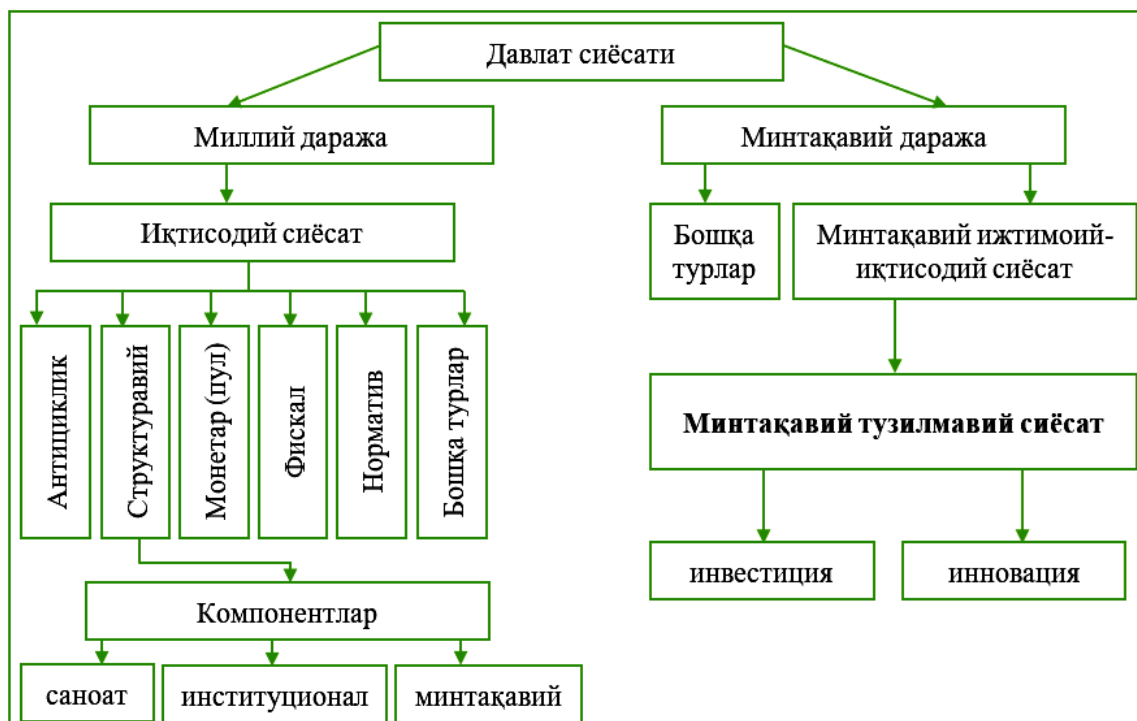 Давлат сиёсати
Миллий даража
Минтақавий даража
Иқтисодий сиёсат
Бошқа
турлар
Минтақавий ижтимоий-
иқтисодий сиёсат
Антициклик
Структуравий
Монетар (пул)
Фискал
Норматив
Бошқа турлар
Минтақавий тузилмавий сиёсат
инвестиция
инновация
Компонентлар
саноат
институционал
минтақавий